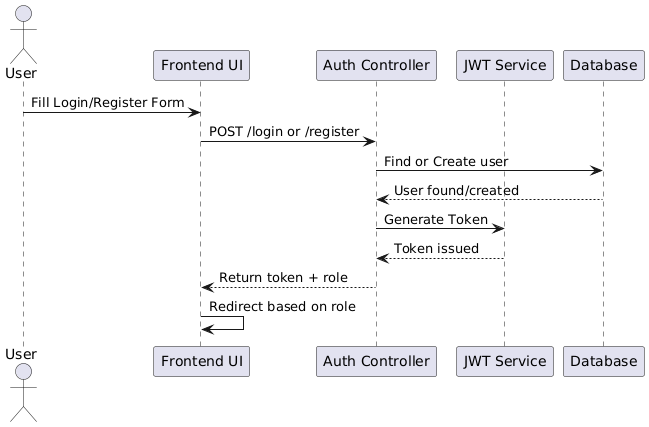 User
Frontend UI
Auth Controller
JWT Service
Database
Fill Login/Register Form
POST /login or /register
Find or Create user
User found/created
Generate Token
Token issued
Return token + role
Redirect based on role
User
Frontend UI
Auth Controller
JWT Service
Database